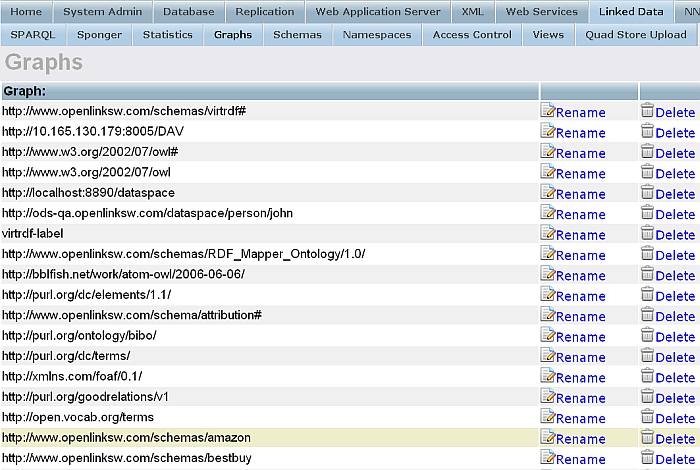 Home System Admin Database Replication Web Application Server XML Web Services Linked Data NN
SPARQL Sponger Statistics Graphs Schemas Namespaces Access Control Views Quad Store Upload
Graphs
Graph:
http://www.openlinksw.com/schemas/virtrdf# Rename Delete
http://10.165.130.179:8005/DAV Rename Delete
http://www.w3.org/2002/07/owl# Rename Delete
http://www.w3.org/2002/07/owl Rename Delete
http://localhost:8890/dataspace Rename Delete
http://ods-qa.openlinksw.com/dataspace/person/john Rename Delete
virtrdf-label Rename Delete
http://www.openlinksw.com/schemas/RDF_Mapper_Ontology/1.0/ Rename Delete
http://bblfish.net/work/atom-owl/2006-06-06/ Rename Delete
http://purl.org/dc/elements/1.1/ Rename Delete
http://www.openlinksw.com/schema/attribution# Rename Delete
http://purl.org/ontology/bibo/ Rename Delete
http://purl.org/dc/terms/ Rename Delete
http://xmlns.com/foaf/0.1/ Rename Delete
http://purl.org/goodrelations/v1 Rename Delete
http://open.vocab.org/terms Rename Delete
http://www.openlinksw.com/schemas/amazon Rename Delete
http://www.openlinksw.com/schemas/bestbuy Rename Delete